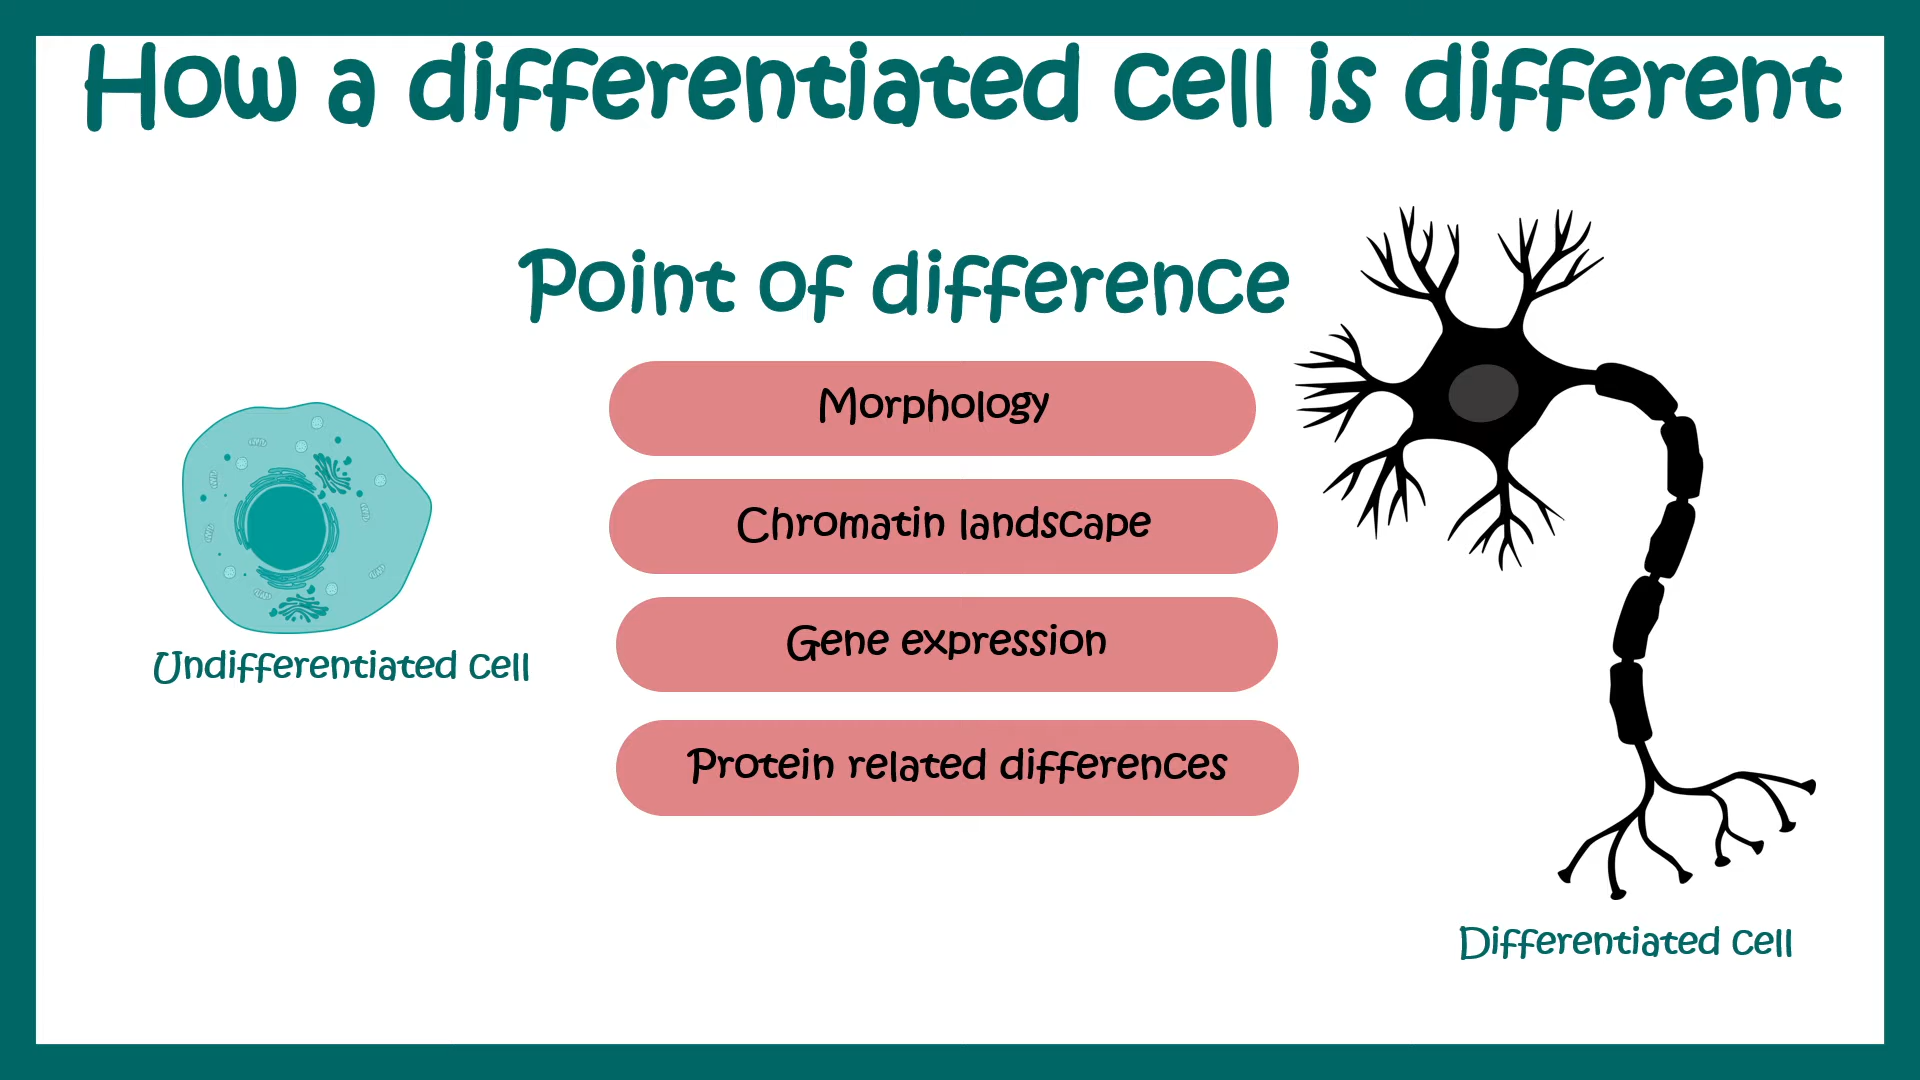 How a differentiated cell is different
Point of difference
Morphology
Chromatin landscape
Gene expression
Protein related differences
Undifferentiated cell
Differentiated cell